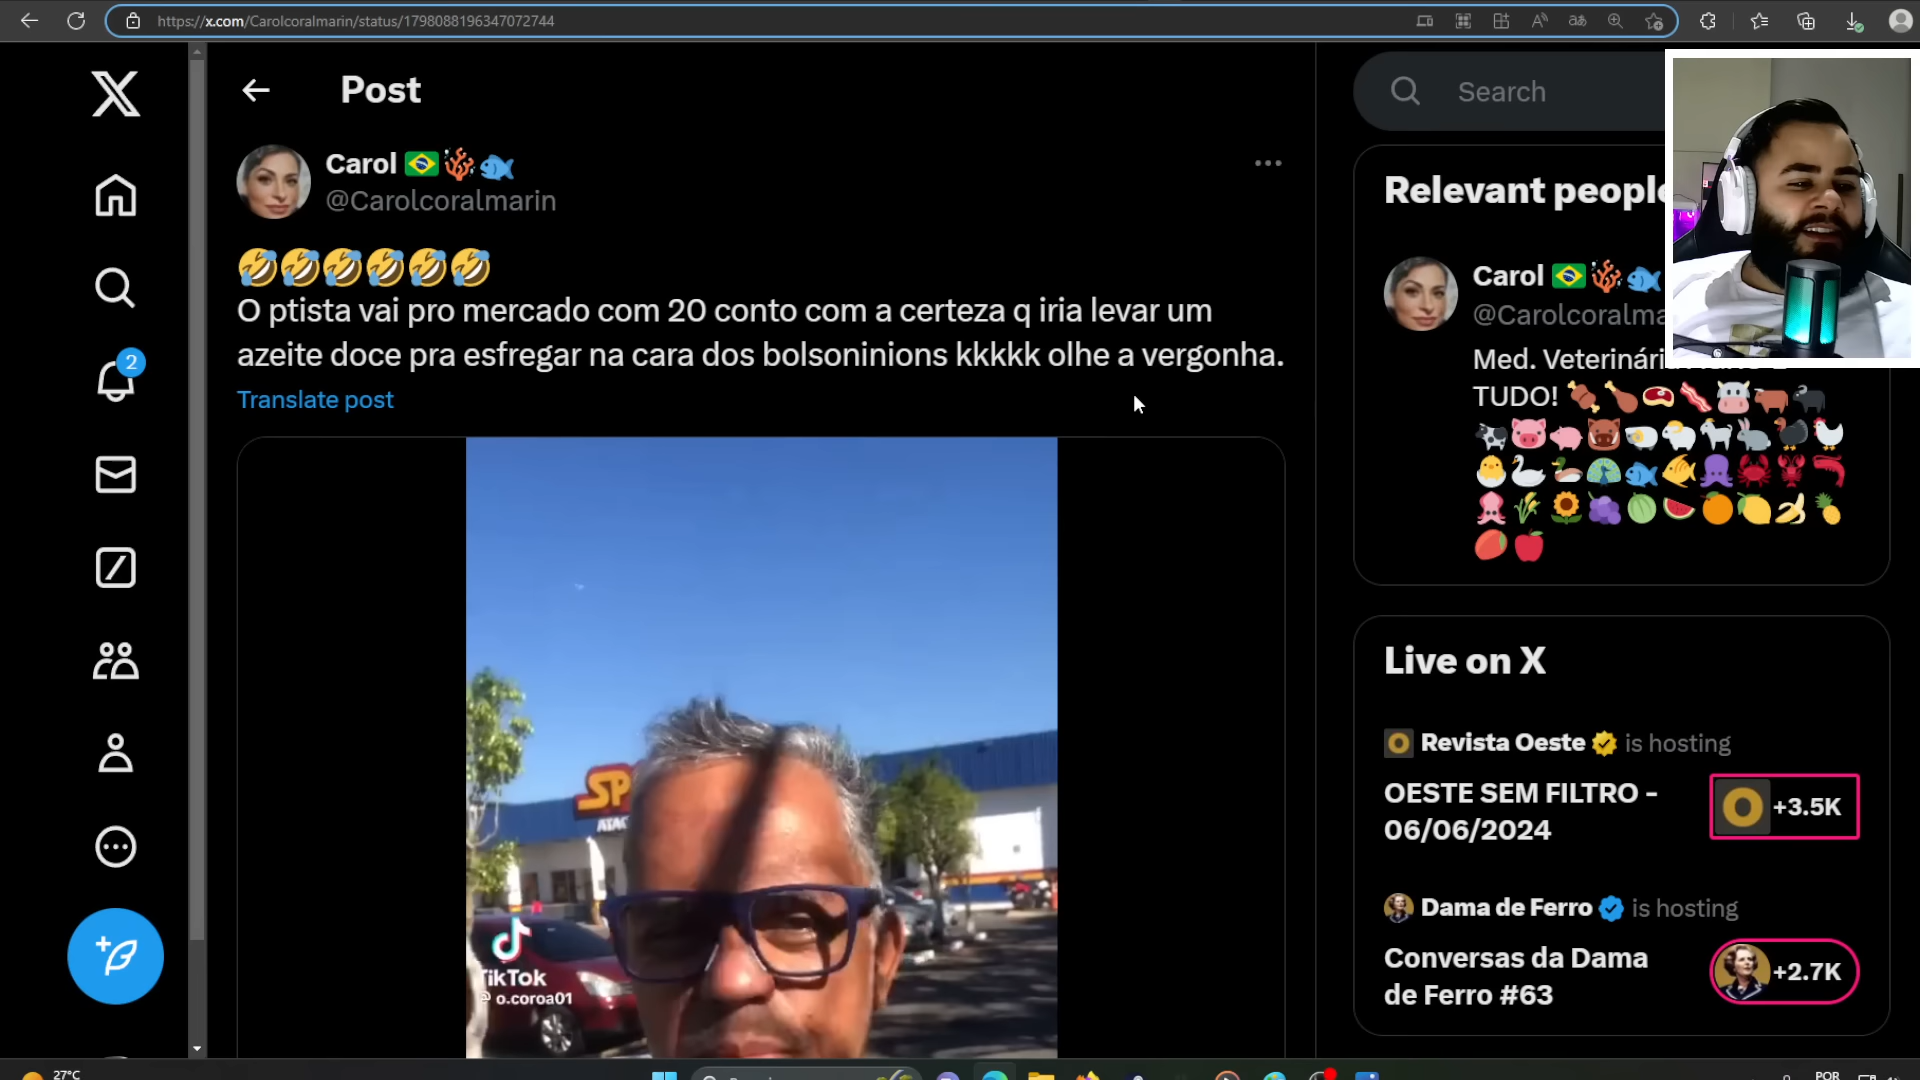 https://x.com/Carolcoralmarin/status/1798088196347072744
Post
Carol 🇧🇷🪸🐟
@Carolcoralmarin
🤣🤣🤣🤣🤣🤣
O ptista vai pro mercado com 20 conto com a certeza q iria levar um
azeite doce pra esfregar na cara dos bolsoninions kkkkk olhe a vergonha.
Translate post
TikTok
@o.coroa01
2
Search
Relevant people
Carol 🇧🇷🪸🐟
@Carolcoralma
Med. Veterinári
TUDO!
Live on X
Revista Oeste is hosting
OESTE SEM FILTRO -
06/06/2024
+3.5K
Dama de Ferro is hosting
Conversas da Dama
de Ferro #63
+2.7K
27°C
POR